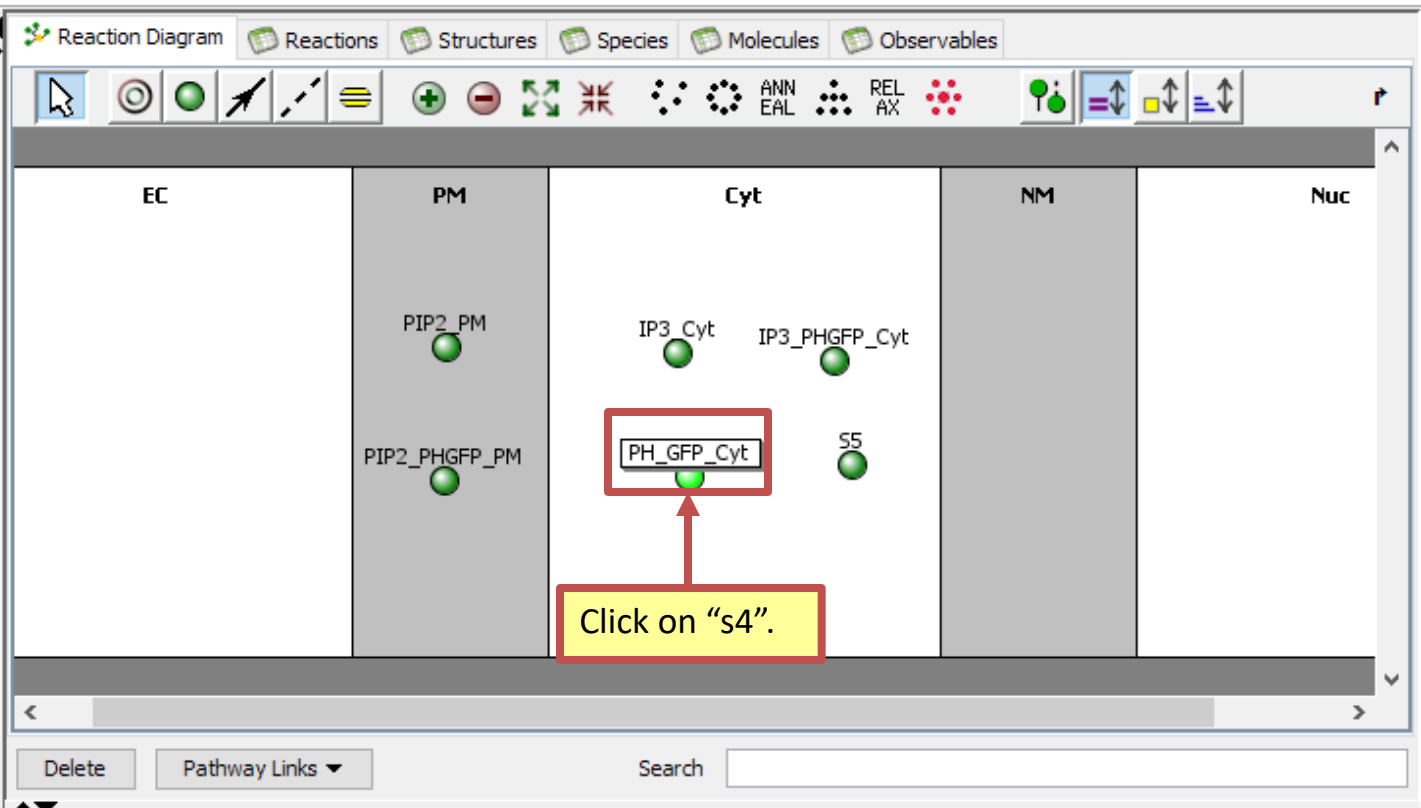 Reaction Diagram Reactions Structures Species Molecules Observables
ANN EAL REL AX
EC PM Cyt NM Nuc
PIP2_PM IP3_Cyt IP3_PHGFP_Cyt
PIP2_PHGFP_PM PH_GFP_Cyt S5
Click on “s4”.
Delete Pathway Links Search